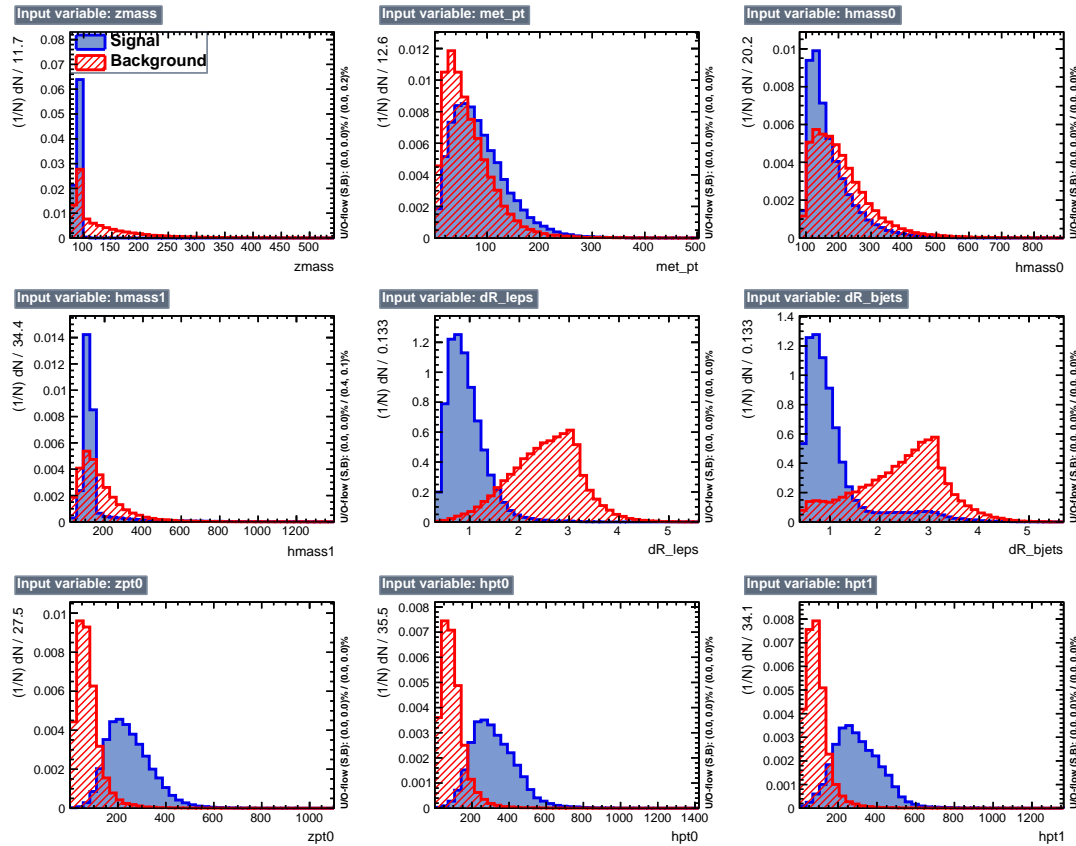 Input variable: zmass
(1/N) dN / 11.7
0.08
0.07
0.06
0.05
0.04
0.03
0.02
0.01
0
Signal
Background
100 150 200 250 300 350 400 450 500
zmass
U/O-flow (S,B): (0.0, 0.0)% / (0.0, 0.2)%
Input variable: met_pt
(1/N) dN / 12.6
0.012
0.01
0.008
0.006
0.004
0.002
0
100 200 300 400 500
met_pt
U/O-flow (S,B): (0.0, 0.0)% / (0.0, 0.0)%
Input variable: hmass0
(1/N) dN / 20.2
0.01
0.008
0.006
0.004
0.002
0
100 200 300 400 500 600 700 800
hmass0
U/O-flow (S,B): (0.0, 0.0)% / (0.0, 0.0)%
Input variable: hmass1
(1/N) dN / 34.4
0.014
0.012
0.01
0.008
0.006
0.004
0.002
0
200 400 600 800 1000 1200
hmass1
U/O-flow (S,B): (0.0, 0.0)% / (0.4, 0.1)%
Input variable: dR_leps
(1/N) dN / 0.133
1.2
1
0.8
0.6
0.4
0.2
0
1 2 3 4 5
dR_leps
U/O-flow (S,B): (0.0, 0.0)% / (0.0, 0.0)%
Input variable: dR_bjets
(1/N) dN / 0.133
1.4
1.2
1
0.8
0.6
0.4
0.2
0
1 2 3 4 5
dR_bjets
U/O-flow (S,B): (0.0, 0.0)% / (0.0, 0.0)%
Input variable: zpt0
(1/N) dN / 27.5
0.01
0.008
0.006
0.004
0.002
0
200 400 600 800 1000
zpt0
U/O-flow (S,B): (0.0, 0.0)% / (0.0, 0.0)%
Input variable: hpt0
(1/N) dN / 35.5
0.008
0.007
0.006
0.005
0.004
0.003
0.002
0.001
0
200 400 600 800 1000 1200 1400
hpt0
U/O-flow (S,B): (0.0, 0.0)% / (0.0, 0.0)%
Input variable: hpt1
(1/N) dN / 34.1
0.008
0.007
0.006
0.005
0.004
0.003
0.002
0.001
0
200 400 600 800 1000 1200
hpt1
U/O-flow (S,B): (0.0, 0.0)% / (0.0, 0.0)%